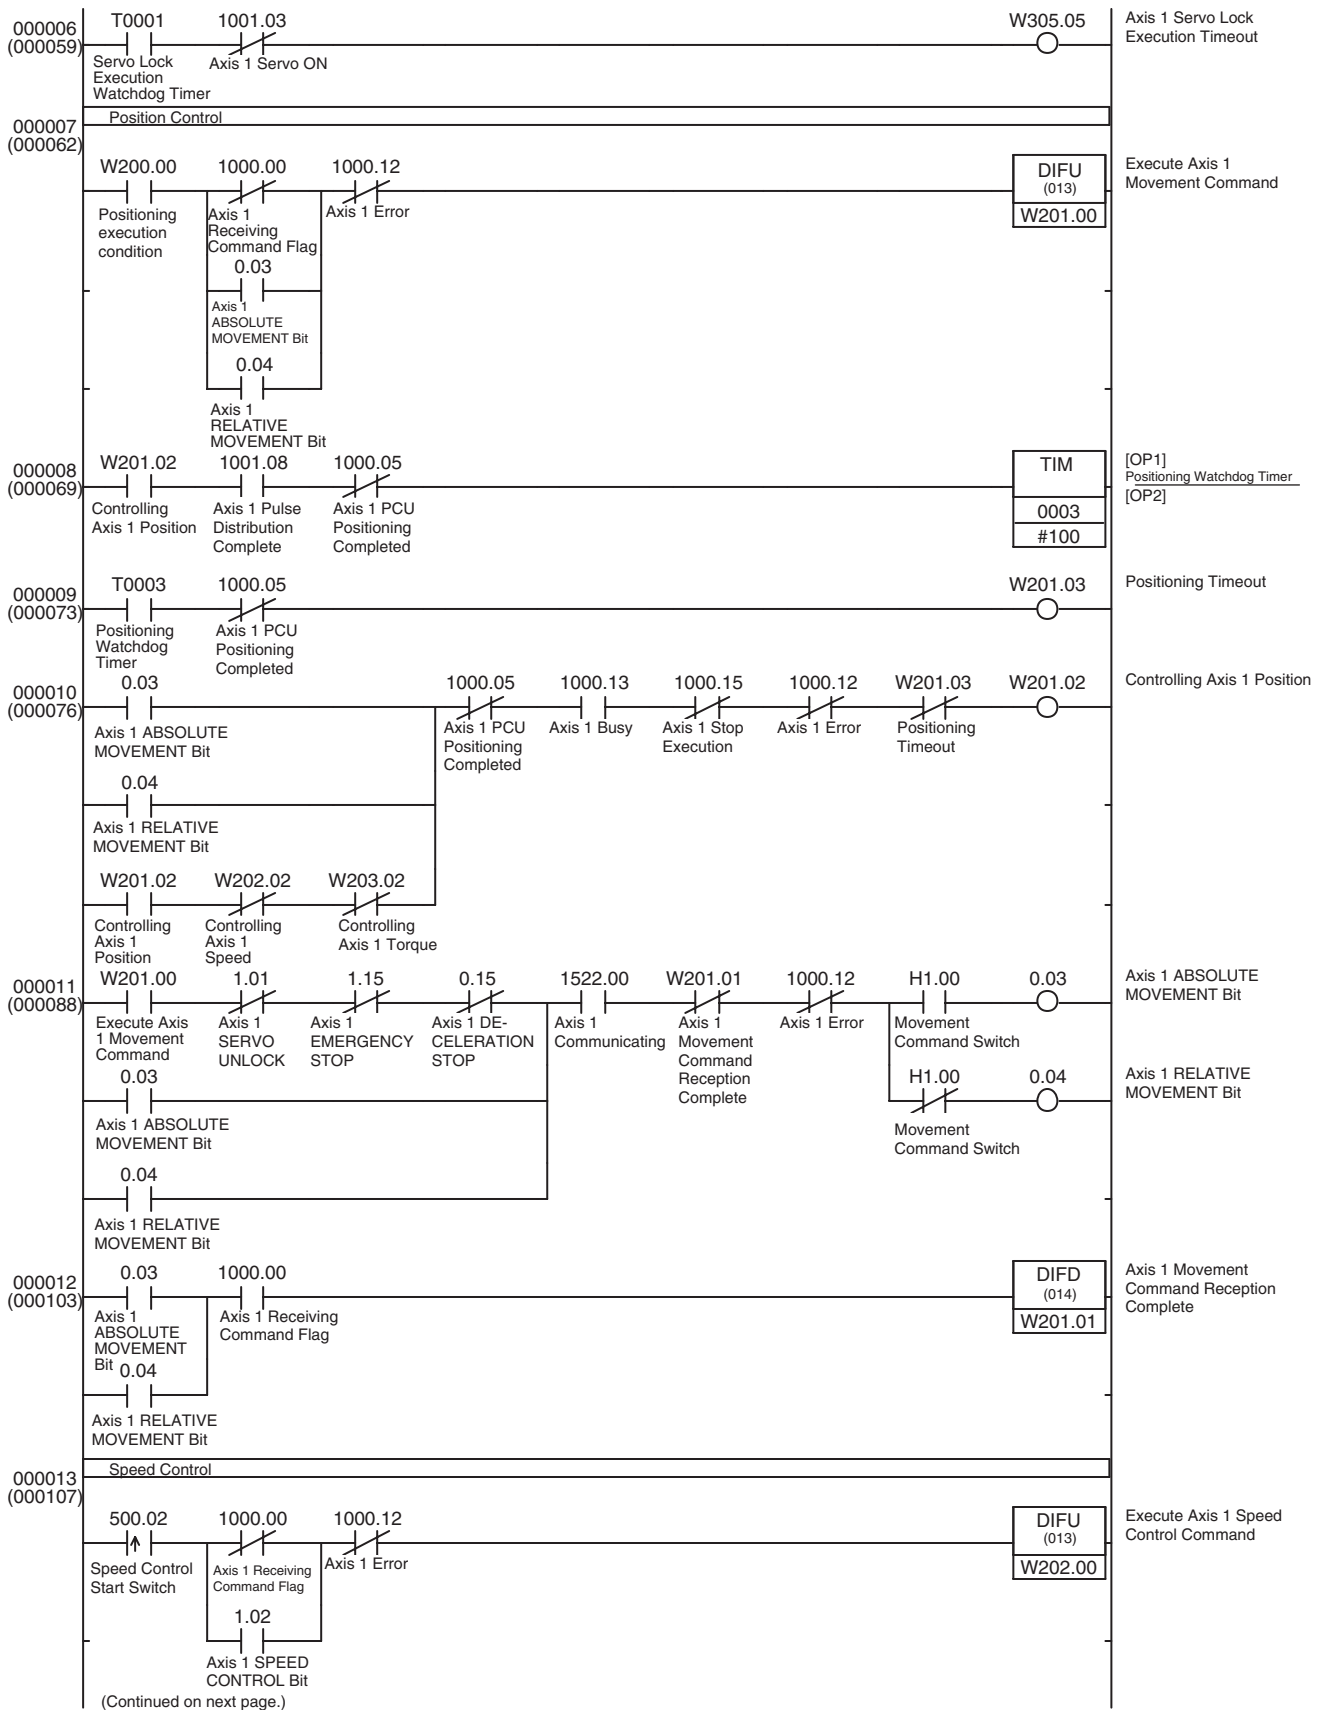 T0001 1001.03 W305.05 Axis 1 Servo Lock
000006 Execution Timeout
(000059)
Servo Lock Axis 1 Servo ON
Execution
Watchdog Timer
Position Control
000007
(000062)
W200.00 1000.00 1000.12 DIFU Execute Axis 1
(013) Movement Command
W201.00
Positioning Axis 1 Axis 1 Error
execution Receiving
condition Command Flag
0.03
Axis 1
ABSOLUTE
MOVEMENT Bit
0.04
Axis 1
RELATIVE
MOVEMENT Bit
000008 W201.02 1001.08 1000.05 TIM [OP1]
(000069) Positioning Watchdog Timer
[OP2]
Controlling Axis 1 Pulse Axis 1 PCU 0003
Axis 1 Position Distribution Positioning #100
Complete Completed
000009 T0003 1000.05 W201.03 Positioning Timeout
(000073)
Positioning Axis 1 PCU
Watchdog Positioning
Timer Completed
000010 0.03 1000.05 1000.13 1000.15 1000.12 W201.03 W201.02 Controlling Axis 1 Position
(000076)
Axis 1 ABSOLUTE Axis 1 PCU Axis 1 Busy Axis 1 Stop Axis 1 Error Positioning
MOVEMENT Bit Positioning Execution Timeout
Completed
0.04
Axis 1 RELATIVE
MOVEMENT Bit
W201.02 W202.02 W203.02
Controlling Controlling Controlling
Axis 1 Axis 1 Axis 1 Torque
Position Speed
000011 W201.00 1.01 1.15 0.15 1522.00 W201.01 1000.12 H1.00 0.03 Axis 1 ABSOLUTE
(000088) MOVEMENT Bit
Execute Axis Axis 1 Axis 1 Axis 1 DE- Axis 1 Axis 1 Axis 1 Error Movement
1 Movement SERVO EMERGENCY CELERATION Communicating Movement Command Switch
Command UNLOCK STOP STOP Command
Reception
Complete
0.03 H1.00 0.04 Axis 1 RELATIVE
MOVEMENT Bit
Axis 1 ABSOLUTE Movement
MOVEMENT Bit Command Switch
0.04
Axis 1 RELATIVE
MOVEMENT Bit
000012 0.03 1000.00 DIFD Axis 1 Movement
(000103) (014) Command Reception
W201.01 Complete
Axis 1 Axis 1 Receiving
ABSOLUTE Command Flag
MOVEMENT
Bit
0.04
Axis 1 RELATIVE
MOVEMENT Bit
Speed Control
000013
(000107)
500.02 1000.00 1000.12 DIFU Execute Axis 1 Speed
(013) Control Command
W202.00
Speed Control Axis 1 Receiving Axis 1 Error
Start Switch Command Flag
1.02
Axis 1 SPEED
CONTROL Bit
(Continued on next page.)